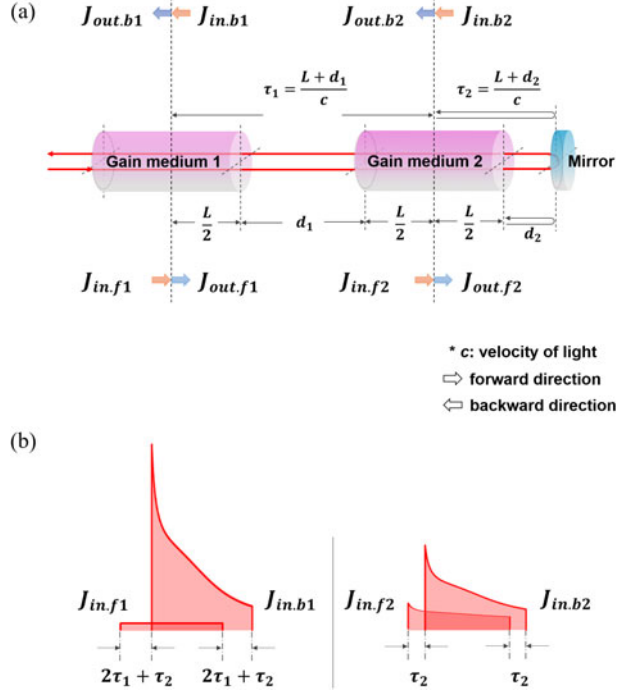 (a)
J_out.b1 J_in.b1 J_out.b2 J_in.b2
τ₁ = (L + d₁)/c τ₂ = (L + d₂)/c
Gain medium 1 Gain medium 2 Mirror
L/2 d₁ L/2 L/2 d₂
J_in.f1 J_out.f1 J_in.f2 J_out.f2
* c: velocity of light
forward direction
backward direction
(b)
J_in.f1 J_in.b1 J_in.f2 J_in.b2
2τ₁ + τ₂ 2τ₁ + τ₂ τ₂ τ₂